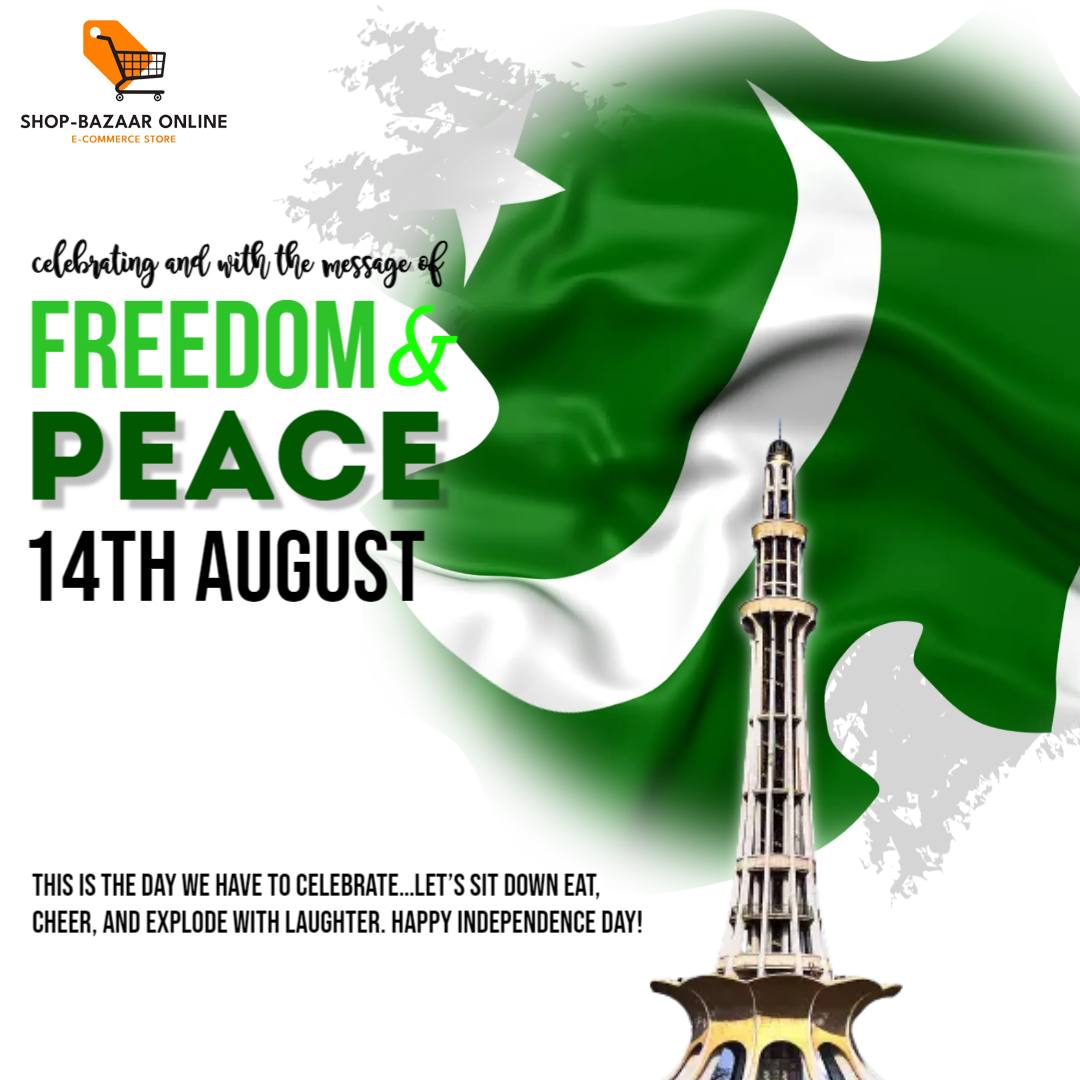 SHOP-BAZAAR ONLINE
E-COMMERCE STORE
celebrating and with the message of
FREEDOM &
PEACE
14TH AUGUST
THIS IS THE DAY WE HAVE TO CELEBRATE...LET'S SIT DOWN EAT,
CHEER, AND EXPLODE WITH LAUGHTER. HAPPY INDEPENDENCE DAY!